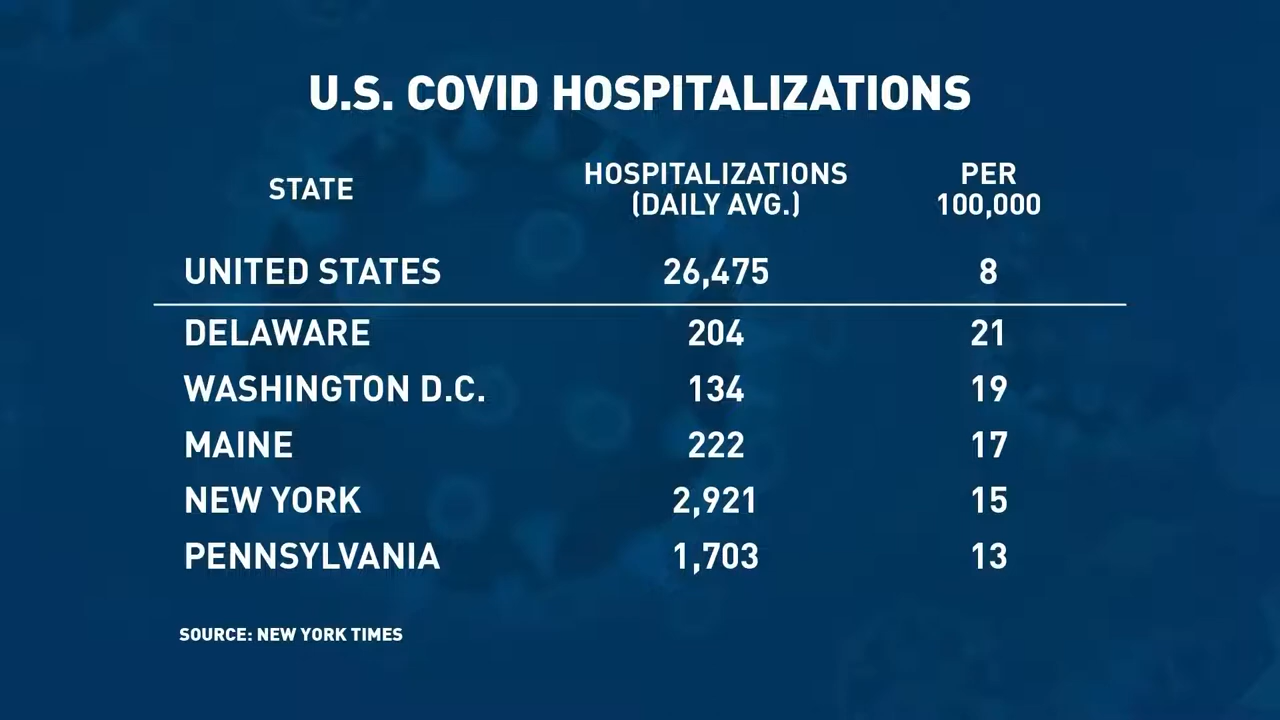 U.S. COVID HOSPITALIZATIONS
STATE HOSPITALIZATIONS (DAILY AVG.) PER 100,000
UNITED STATES 26,475 8
DELAWARE 204 21
WASHINGTON D.C. 134 19
MAINE 222 17
NEW YORK 2,921 15
PENNSYLVANIA 1,703 13
SOURCE: NEW YORK TIMES